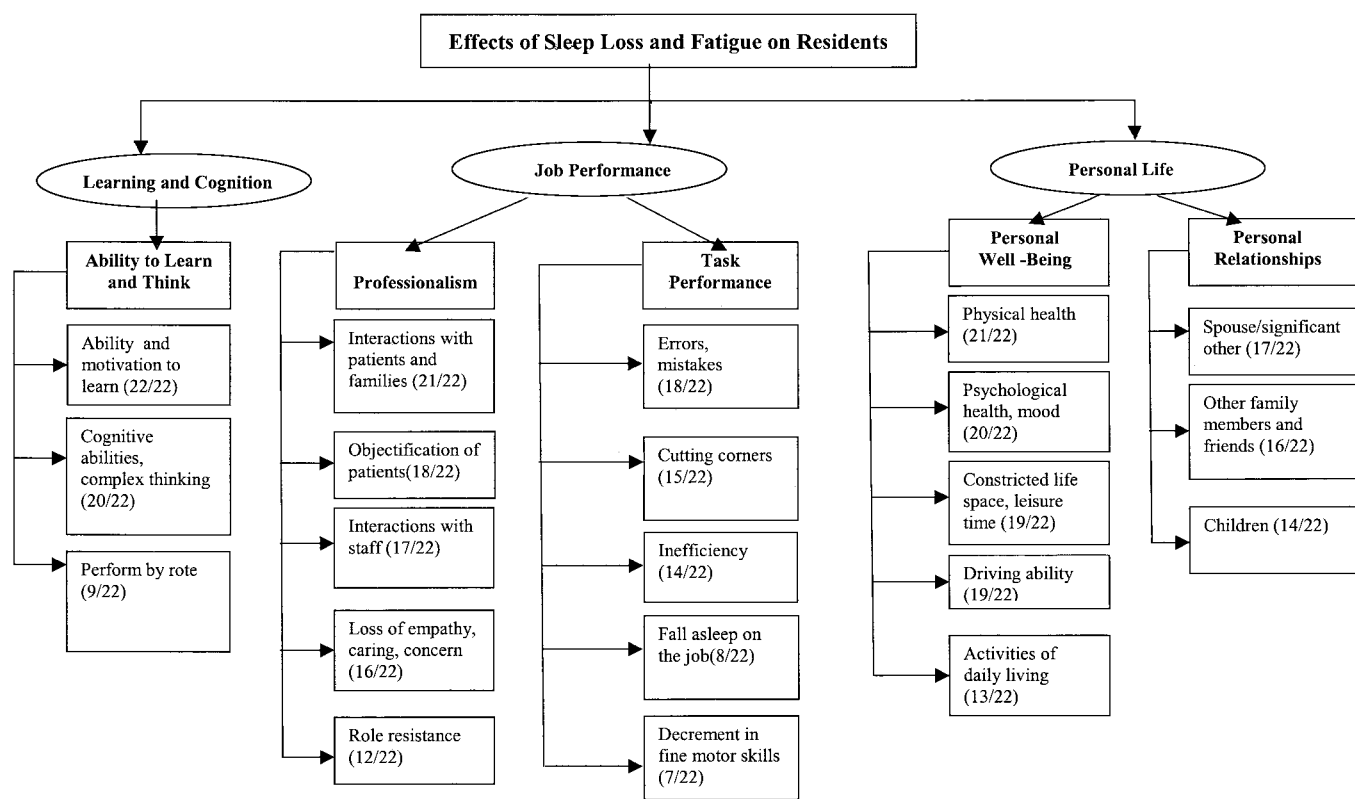 Effects of Sleep Loss and Fatigue on Residents
Learning and Cognition
Job Performance
Personal Life
Ability to Learn
and Think
Ability and
motivation to
learn (22/22)
Cognitive
abilities,
complex thinking
(20/22)
Perform by rote
(9/22)
Professionalism
Interactions with
patients and
families (21/22)
Objectification of
patients(18/22)
Interactions with
staff (17/22)
Loss of empathy,
caring, concern
(16/22)
Role resistance
(12/22)
Task
Performance
Errors,
mistakes
(18/22)
Cutting corners
(15/22)
Inefficiency
(14/22)
Fall asleep on
the job(8/22)
Decrement in
fine motor skills
(7/22)
Personal
Well -Being
Physical health
(21/22)
Psychological
health, mood
(20/22)
Constricted life
space, leisure
time (19/22)
Driving ability
(19/22)
Activities of
daily living
(13/22)
Personal
Relationships
Spouse/significant
other (17/22)
Other family
members and
friends (16/22)
Children (14/22)